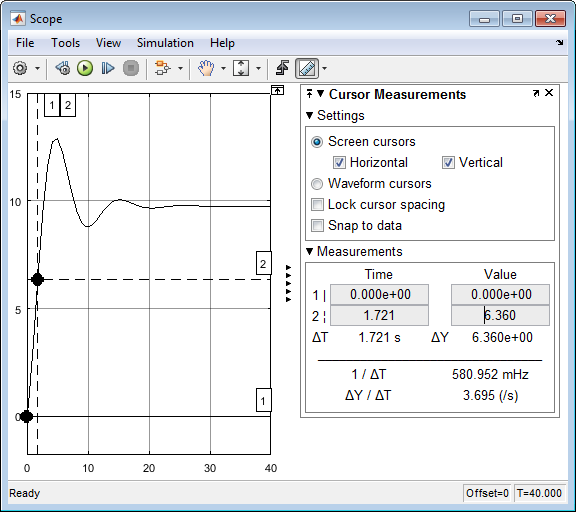 Scope
File Tools View Simulation Help
Cursor Measurements
Settings
Screen cursors
Horizontal Vertical
Waveform cursors
Lock cursor spacing
Snap to data
Measurements
Time Value
1 | 0.000e+00 0.000e+00
2 ¦ 1.721 6.360
ΔT 1.721 s ΔY 6.360e+00
1 / ΔT 580.952 mHz
ΔY / ΔT 3.695 (/s)
15
10
5
0
0 10 20 30 40
1 2
2
1
Ready Offset=0 T=40.000